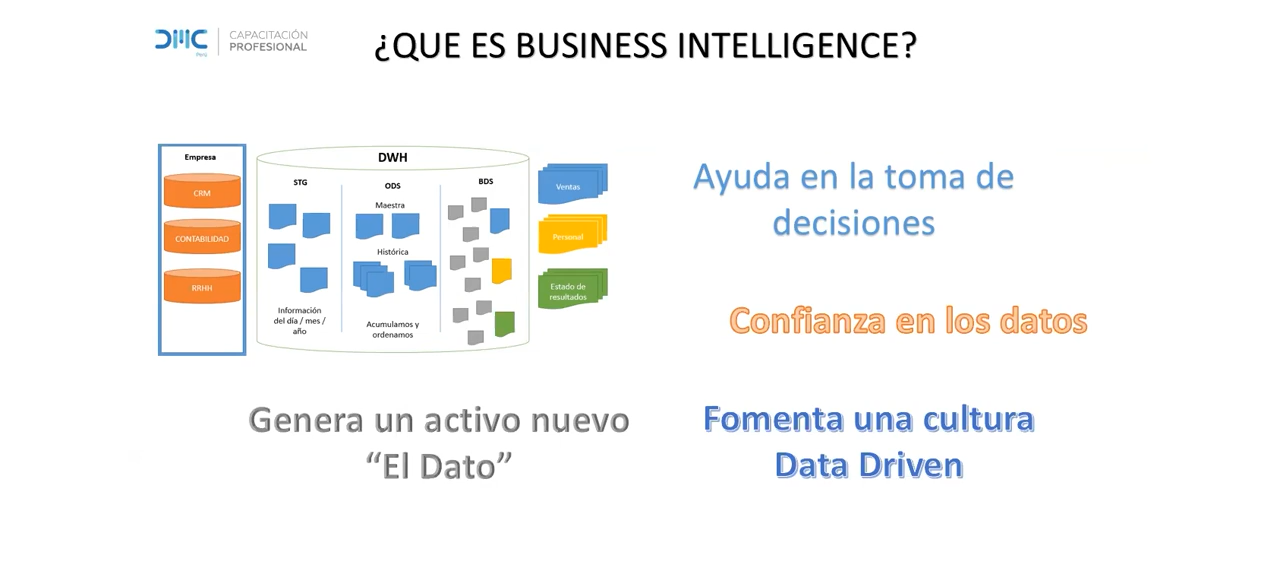 DMC
Perú
CAPACITACIÓN
PROFESIONAL
¿QUE ES BUSINESS INTELLIGENCE?
Empresa
CRM
CONTABILIDAD
RRHH
DWH
STG
Información
del día / mes /
año
ODS
Maestra
Histórica
Acumulamos y
ordenamos
BDS
Ventas
Personal
Estado de
resultados
Ayuda en la toma de
decisiones
Confianza en los datos
Genera un activo nuevo
“El Dato”
Fomenta una cultura
Data Driven